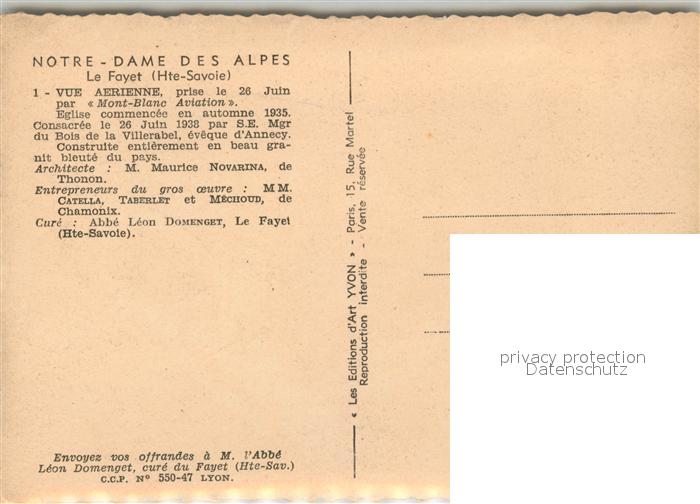 NOTRE-DAME DES ALPES
Le Fayet (Hte-Savoie)
1 - VUE AERIENNE, prise le 26 Juin
par « Mont-Blanc Aviation ».
Eglise commencée en automne 1935.
Consacrée le 26 Juin 1938 par S.E. Mgr
du Bois de la Villerabel, évêque d'Annecy.
Construite entièrement en beau gra-
nit bleuté du pays.
Architecte : M. Maurice NOVARINA, de
Thonon.
Entrepreneurs du gros œuvre : MM.
CATELLA, TABERLET et MÉCHOUD, de
Chamonix.
Curé : Abbé Léon DOMENGET, Le Fayet
(Hte-Savoie).
Envoyez vos offrandes à M. l'Abbé
Léon Domenget, curé du Fayet (Hte-Sav.)
C.C.P. N° 550-47 LYON.
« Les Editions d'Art YVON » - Paris, 15, Rue Martel
Reproduction interdite - Vente réservée
privacy protection
Datenschutz